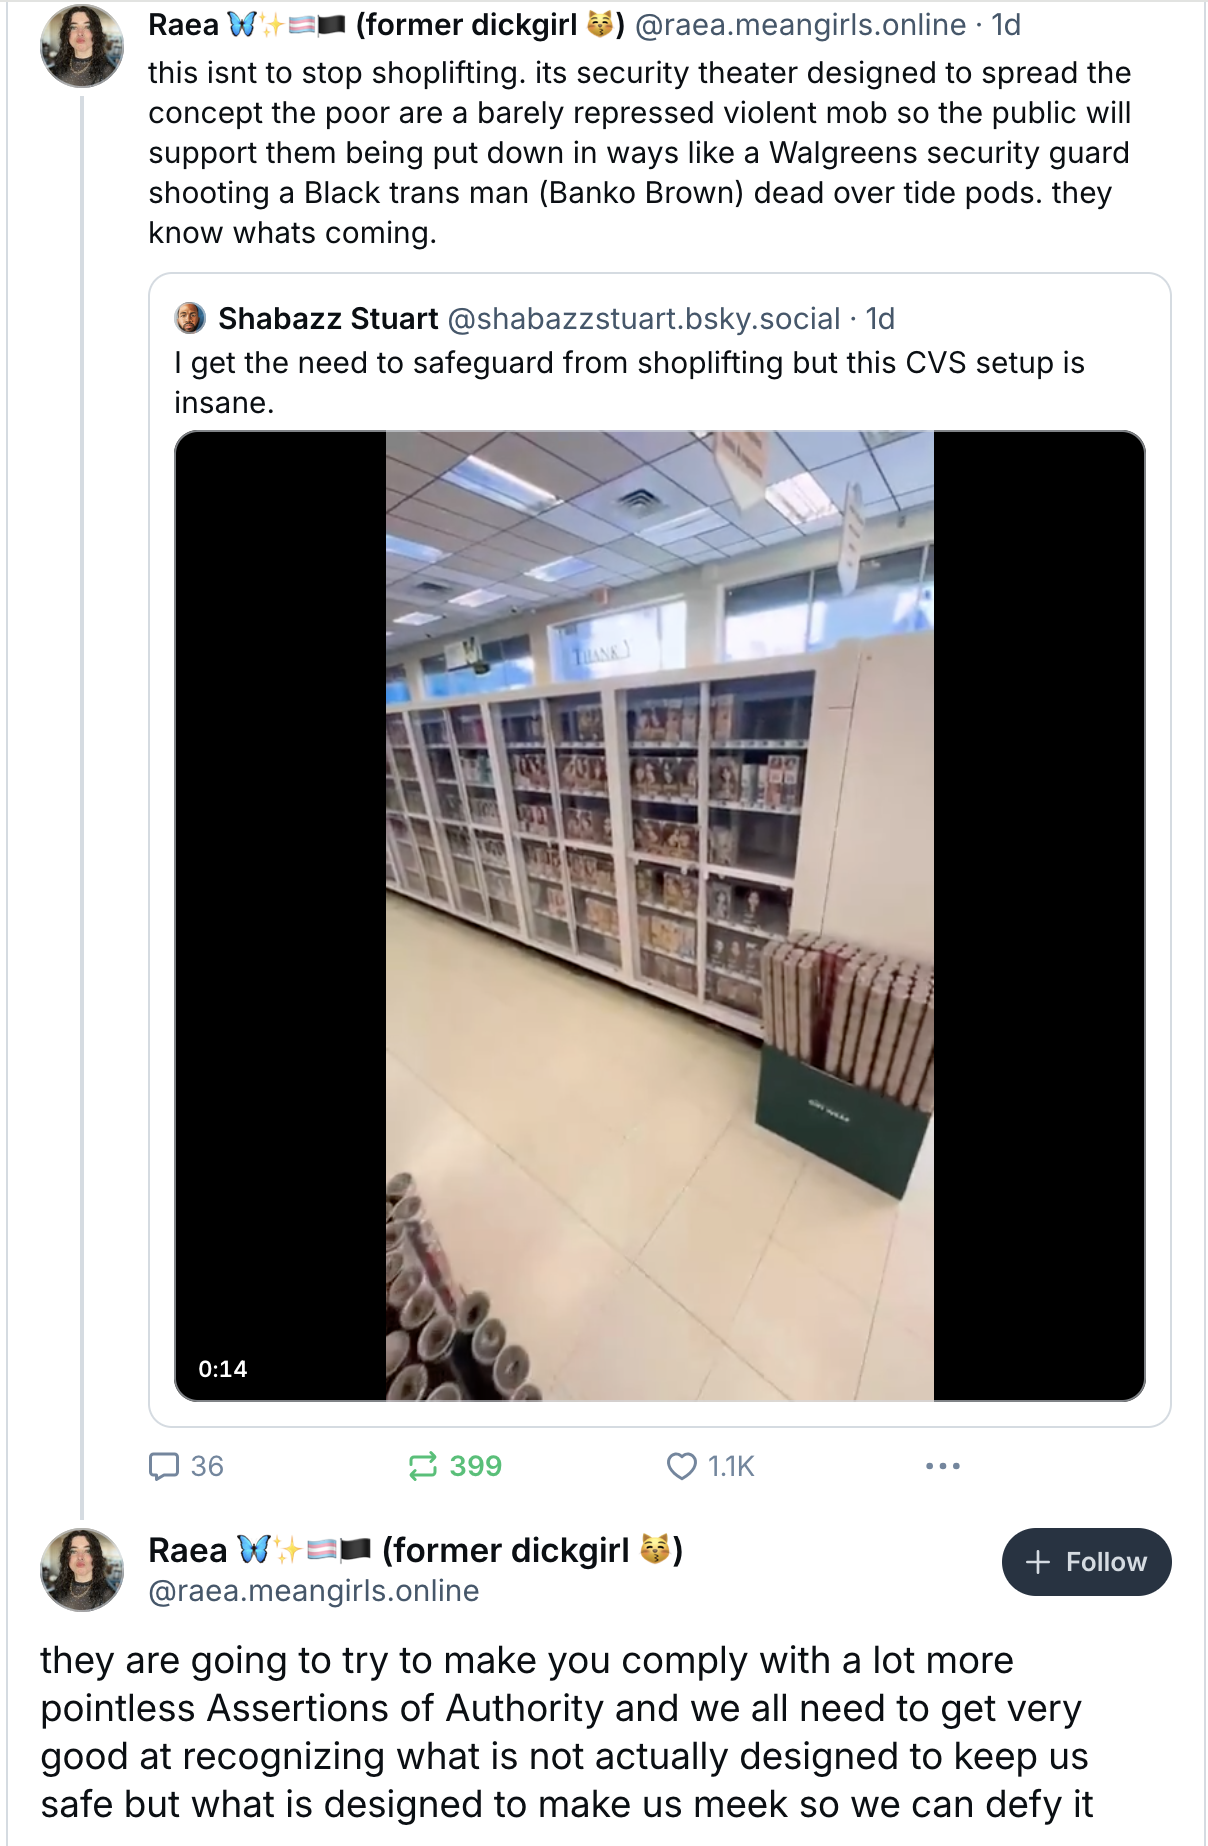 Raea 🦋✨🏳️‍⚧️🏴 (former dickgirl 😽) @raea.meangirls.online · 1d
this isnt to stop shoplifting. its security theater designed to spread the
concept the poor are a barely repressed violent mob so the public will
support them being put down in ways like a Walgreens security guard
shooting a Black trans man (Banko Brown) dead over tide pods. they
know whats coming.
Shabazz Stuart @shabazzstuart.bsky.social · 1d
I get the need to safeguard from shoplifting but this CVS setup is
insane.
THANK Y
0:14
36 399 1.1K
Raea 🦋✨🏳️‍⚧️🏴 (former dickgirl 😽)
@raea.meangirls.online
+ Follow
they are going to try to make you comply with a lot more
pointless Assertions of Authority and we all need to get very
good at recognizing what is not actually designed to keep us
safe but what is designed to make us meek so we can defy it